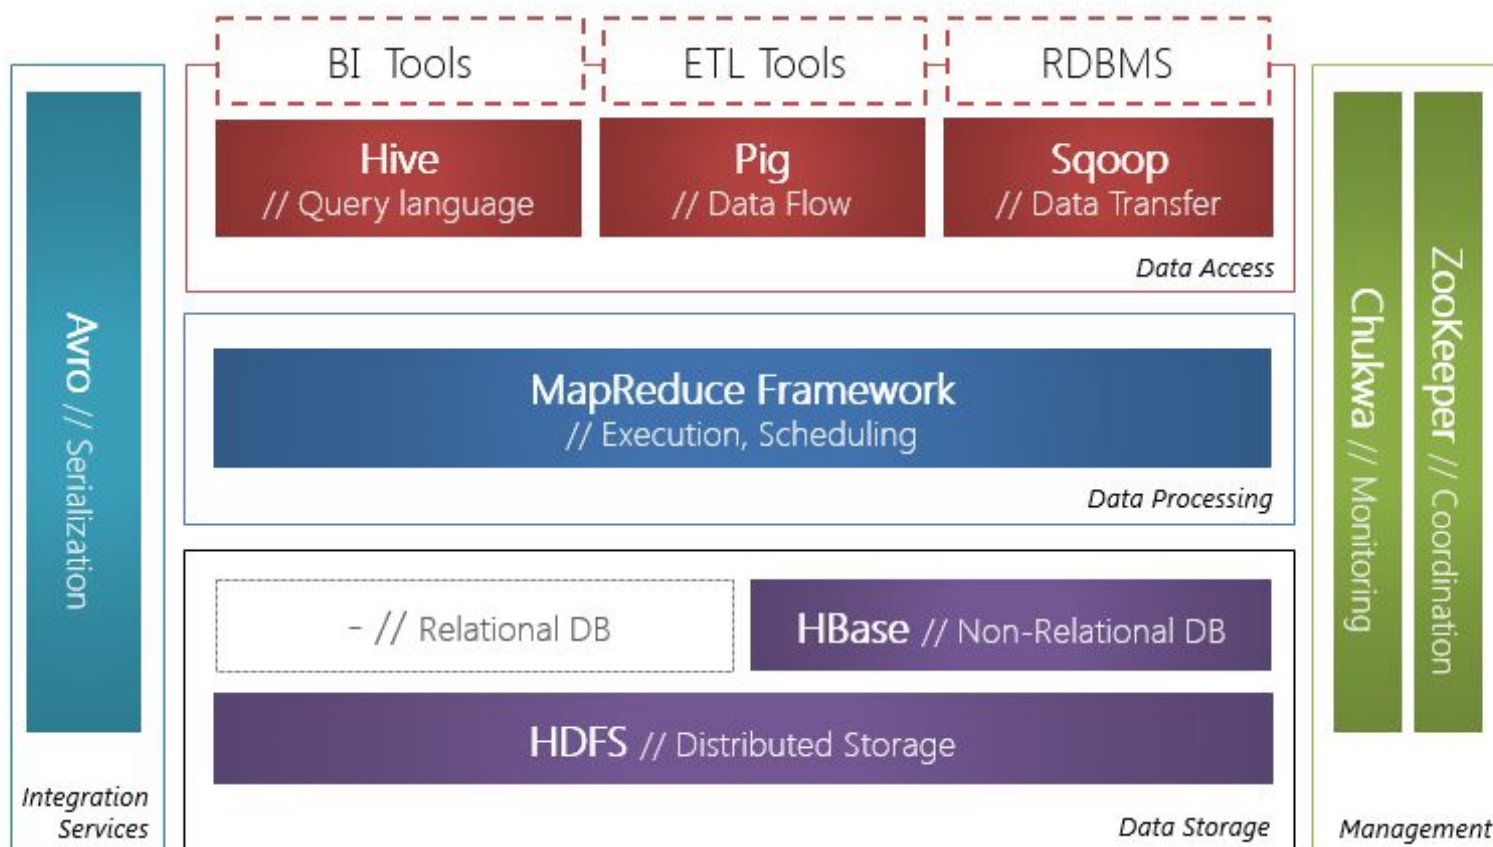 BI Tools
ETL Tools
RDBMS
Hive
// Query language
Pig
// Data Flow
Sqoop
// Data Transfer
Data Access
Avro // Serialization
Integration
Services
MapReduce Framework
// Execution, Scheduling
Data Processing
- // Relational DB
HBase // Non-Relational DB
HDFS // Distributed Storage
Data Storage
Chukwa // Monitoring
ZooKeeper // Coordination
Management